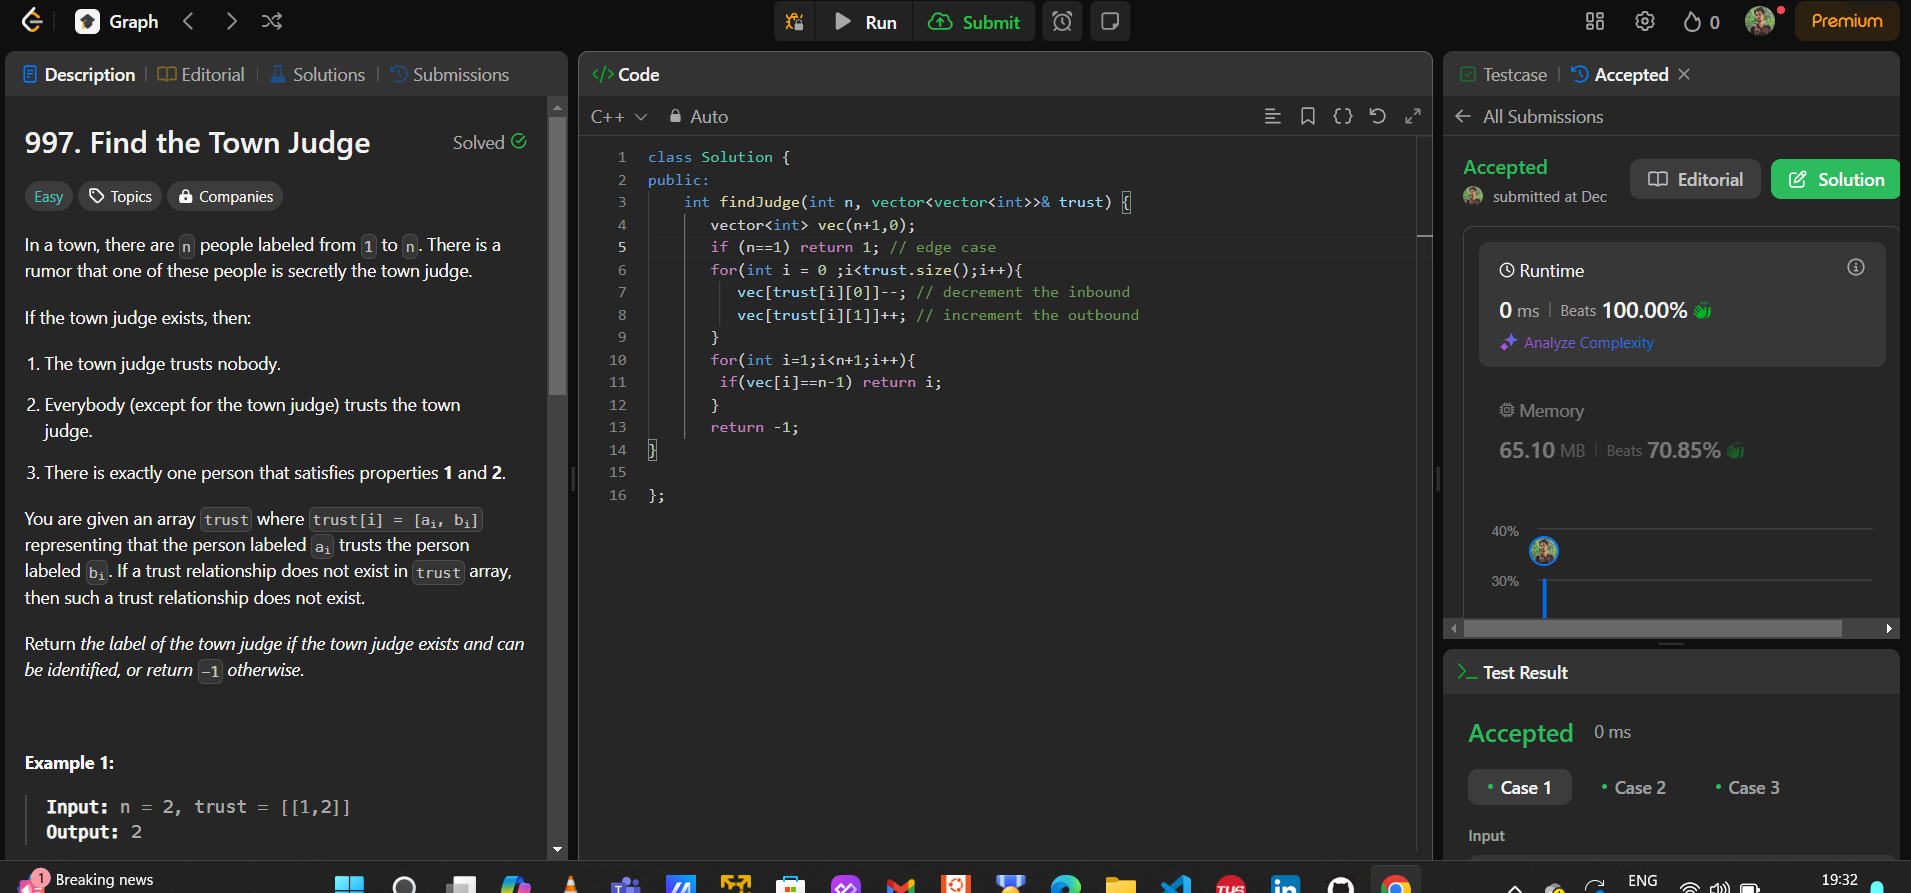 Graph
Run
Submit
0
Premium
Description
Editorial
Solutions
Submissions
997. Find the Town Judge
Solved
Easy
Topics
Companies
In a town, there are n people labeled from 1 to n. There is a
rumor that one of these people is secretly the town judge.
If the town judge exists, then:
1. The town judge trusts nobody.
2. Everybody (except for the town judge) trusts the town
judge.
3. There is exactly one person that satisfies properties 1 and 2.
You are given an array trust where trust[i] = [ai, bi]
representing that the person labeled ai trusts the person
labeled bi. If a trust relationship does not exist in trust array,
then such a trust relationship does not exist.
Return the label of the town judge if the town judge exists and can
be identified, or return -1 otherwise.
Example 1:
Input: n = 2, trust = [[1,2]]
Output: 2
</> Code
C++
Auto
1 class Solution {
2 public:
3 int findJudge(int n, vector<vector<int>>& trust) {
4 vector<int> vec(n+1,0);
5 if (n==1) return 1; // edge case
6 for(int i = 0 ;i<trust.size();i++){
7 vec[trust[i][0]]--; // decrement the inbound
8 vec[trust[i][1]]++; // increment the outbound
9 }
10 for(int i=1;i<n+1;i++){
11 if(vec[i]==n-1) return i;
12 }
13 return -1;
14 }
15
16 };
Testcase
Accepted
All Submissions
Accepted
submitted at Dec
Editorial
Solution
Runtime
0 ms | Beats 100.00%
Analyze Complexity
Memory
65.10 MB | Beats 70.85%
40%
30%
Test Result
Accepted 0 ms
Case 1
Case 2
Case 3
Input
1
Breaking news
TUS
in
ENG
19:32